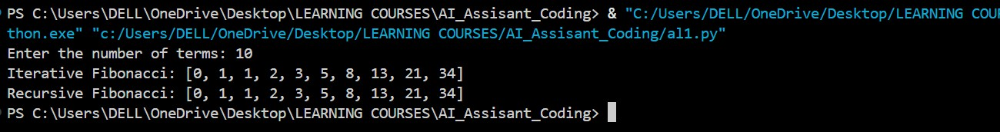 PS C:\Users\DELL\OneDrive\Desktop\LEARNING COURSES\AI_Assisant_Coding> & "C:/Users/DELL/OneDrive/Desktop/LEARNING COU
thon.exe" "c:/Users/DELL/OneDrive/Desktop/LEARNING COURSES/AI_Assisant_Coding/al1.py"
Enter the number of terms: 10
Iterative Fibonacci: [0, 1, 1, 2, 3, 5, 8, 13, 21, 34]
Recursive Fibonacci: [0, 1, 1, 2, 3, 5, 8, 13, 21, 34]
PS C:\Users\DELL\OneDrive\Desktop\LEARNING COURSES\AI_Assisant_Coding>